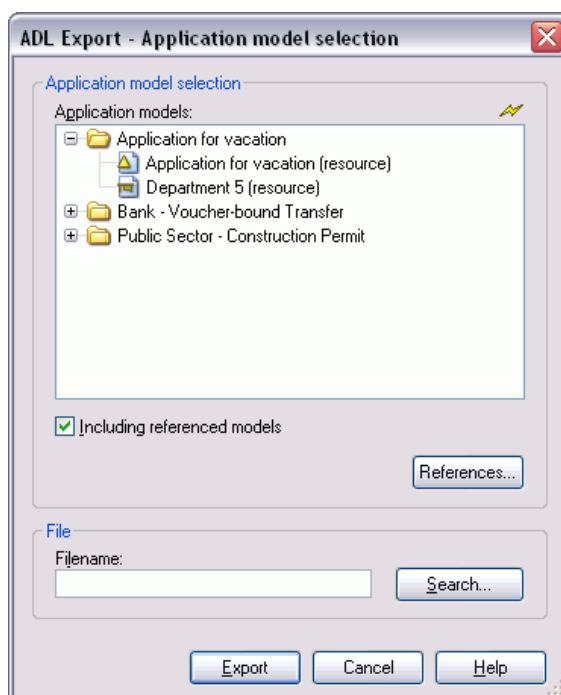 ADL Export - Application model selection
Application model selection
Application models:
Application for vacation
Application for vacation (resource)
Department 5 (resource)
Bank - Voucher-bound Transfer
Public Sector - Construction Permit
Including referenced models
References...
File
Filename:
Search...
Export Cancel Help